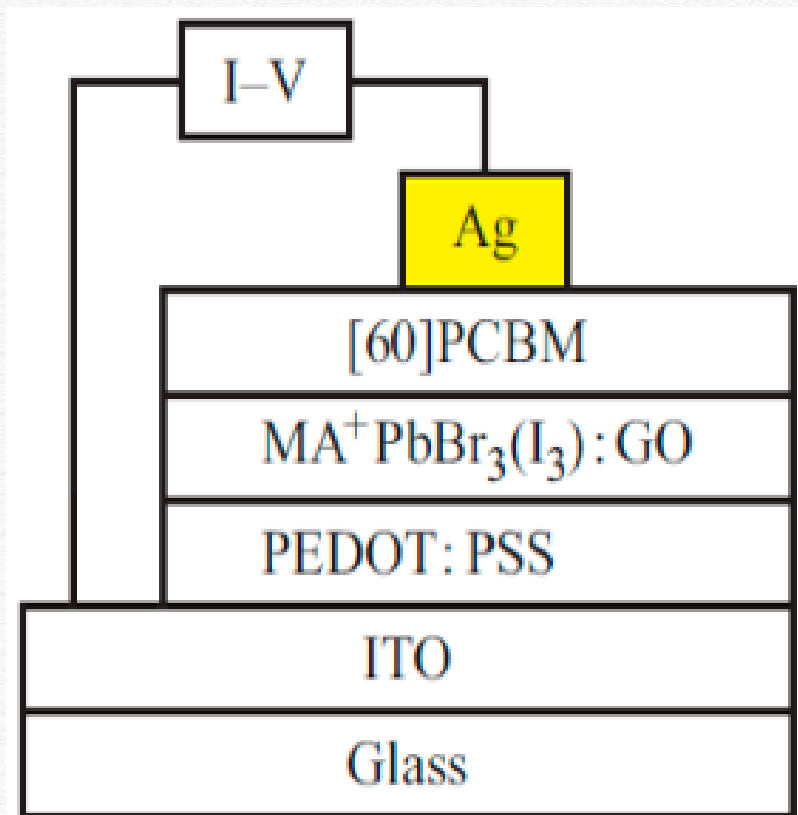 I–V
Ag
[60]PCBM
MA⁺PbBr₃(I₃) : GO
PEDOT : PSS
ITO
Glass